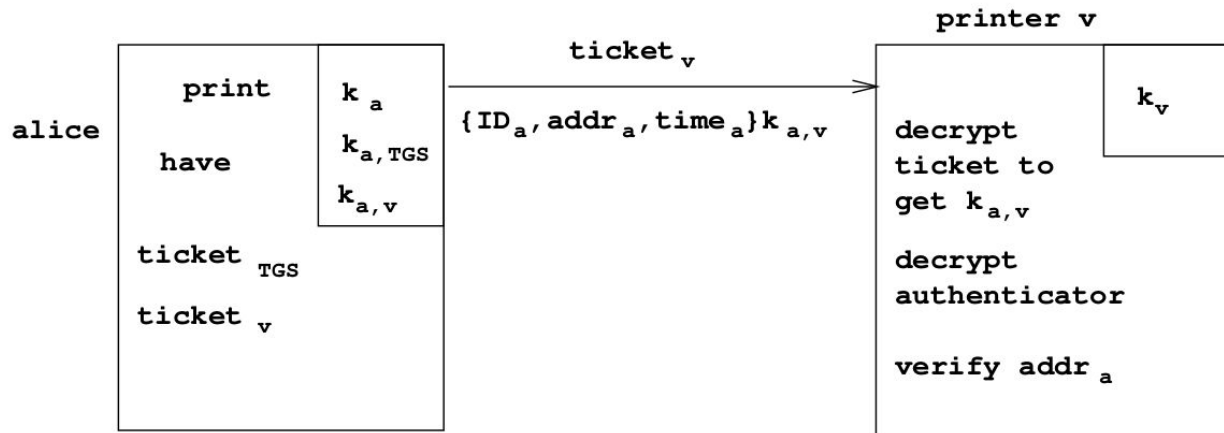 printer v
alice
print
have
ticket TGS
ticket v
k a
k a,TGS
k a,v
ticket v
{ID a,addr a,time a}k a,v
k v
decrypt
ticket to
get k a,v
decrypt
authenticator
verify addr a